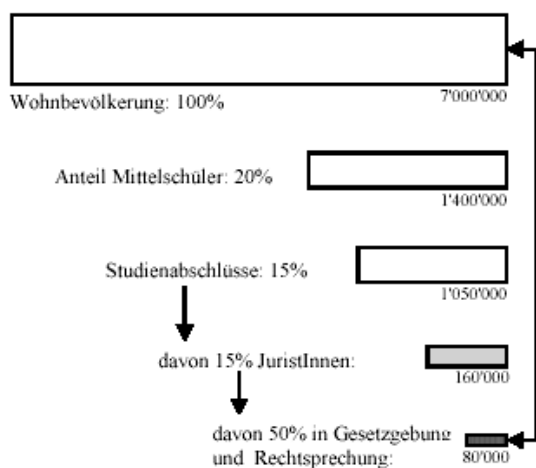 7'000'000
Wohnbevölkerung: 100%
Anteil Mittelschüler: 20%
1'400'000
Studienabschlüsse: 15%
1'050'000
davon 15% JuristInnen:
160'000
davon 50% in Gesetzgebung
und Rechtsprechung:
80'000